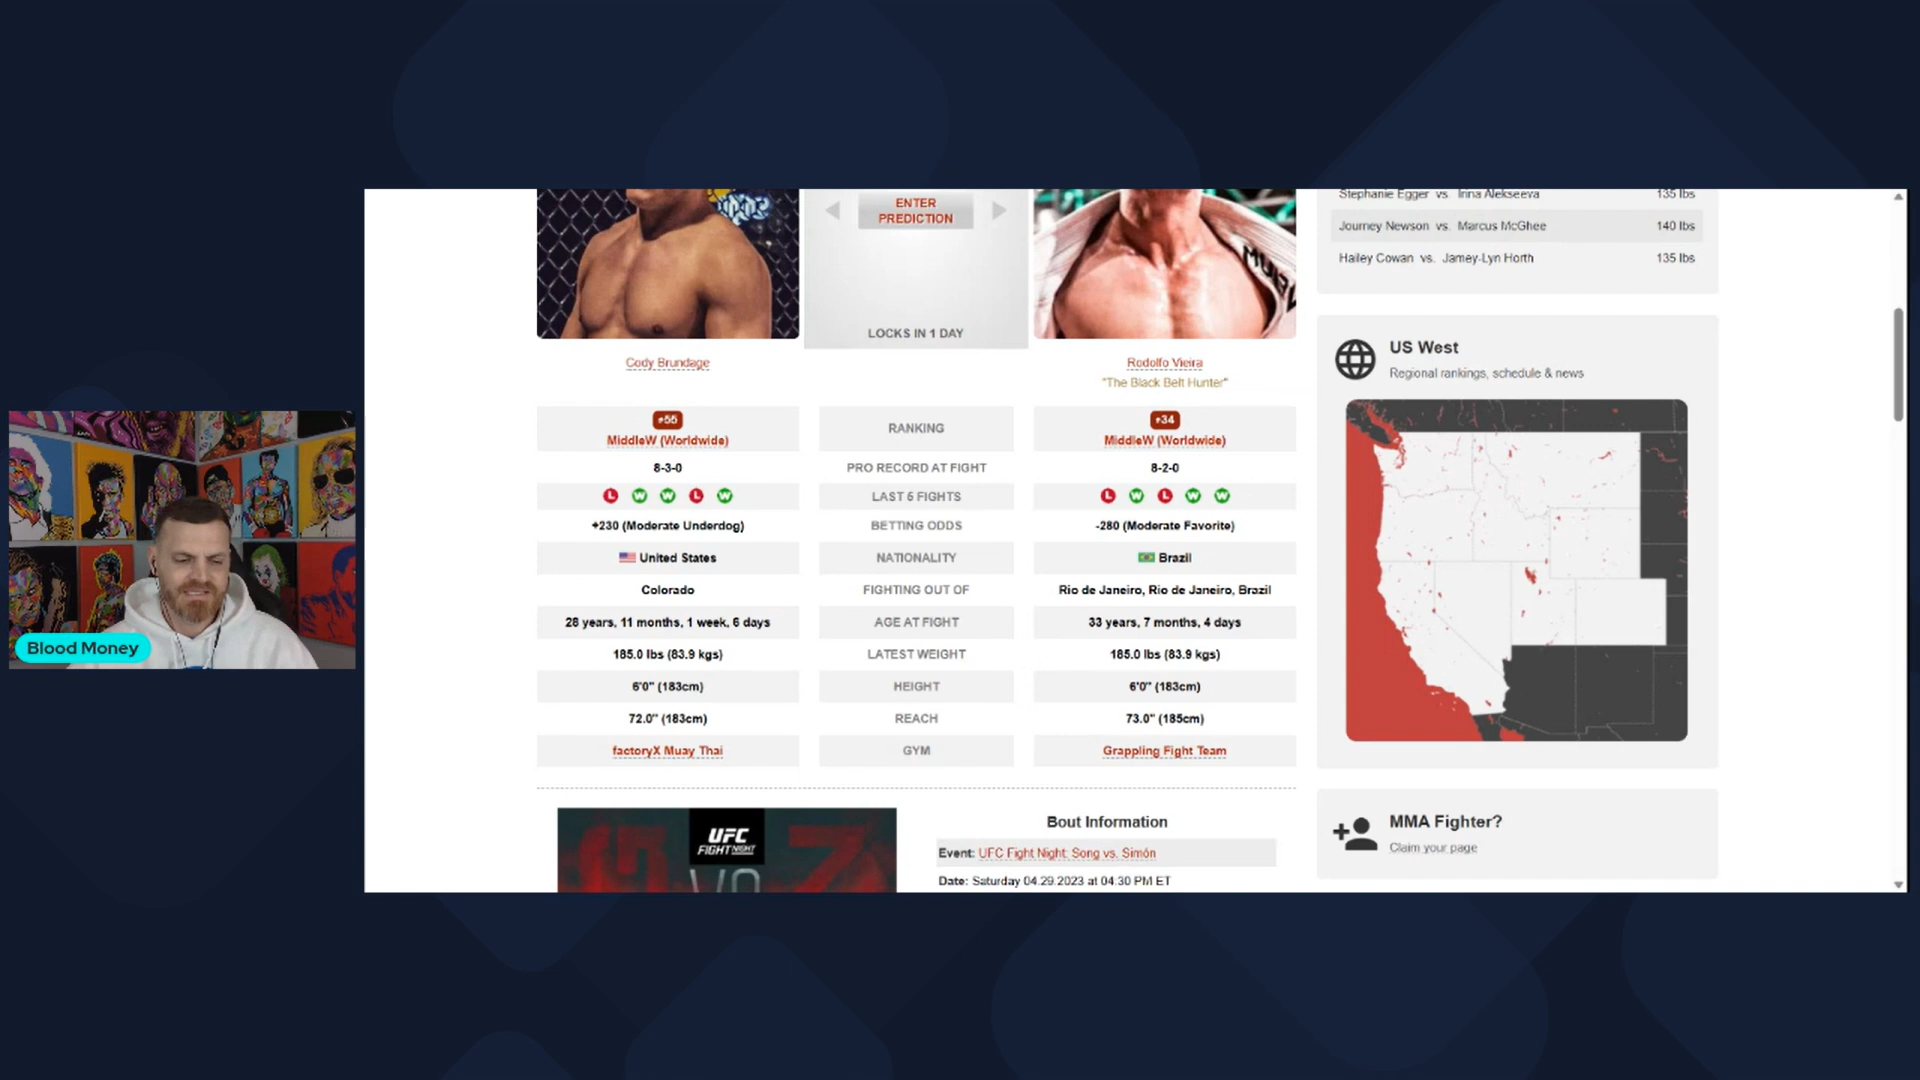 Stephanie Egger vs. Irina Alekseeva 135 lbs
Journey Newson vs. Marcus McGhee 140 lbs
Hailey Cowan vs. Jamey-Lyn Horth 135 lbs
ENTER
PREDICTION
LOCKS IN 1 DAY
Cody Brundage
Rodolfo Vieira
"The Black Belt Hunter"
#55 RANKING #34
MiddleW (Worldwide) MiddleW (Worldwide)
8-3-0 PRO RECORD AT FIGHT 8-2-0
L W W L W LAST 5 FIGHTS L W L W W
+230 (Moderate Underdog) BETTING ODDS -280 (Moderate Favorite)
United States NATIONALITY Brazil
Colorado FIGHTING OUT OF Rio de Janeiro, Rio de Janeiro, Brazil
28 years, 11 months, 1 week, 6 days AGE AT FIGHT 33 years, 7 months, 4 days
185.0 lbs (83.9 kgs) LATEST WEIGHT 185.0 lbs (83.9 kgs)
6'0" (183cm) HEIGHT 6'0" (183cm)
72.0" (183cm) REACH 73.0" (185cm)
factoryX Muay Thai GYM Grappling Fight Team
US West
Regional rankings, schedule & news
MMA Fighter?
Claim your page
UFC
FIGHT NIGHT
Bout Information
Event: UFC Fight Night: Song vs. Simón
Date: Saturday 04.29.2023 at 04:30 PM ET
Blood Money